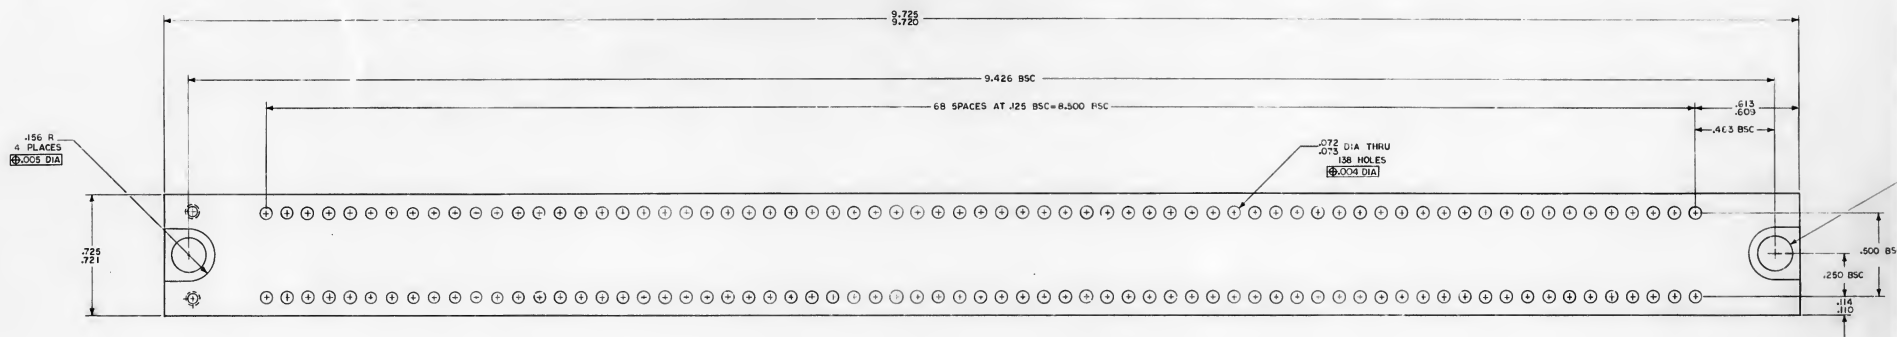 9.725
9.720
9.426 BSC
68 SPACES AT .125 BSC=8.500 BSC
.613
.609
.463 BSC
.156 R
4 PLACES
⌖.005 DIA
.072
.073 DIA THRU
138 HOLES
⌖.004 DIA
.725
.721
.500 BS
.250 BSC
.114
.110